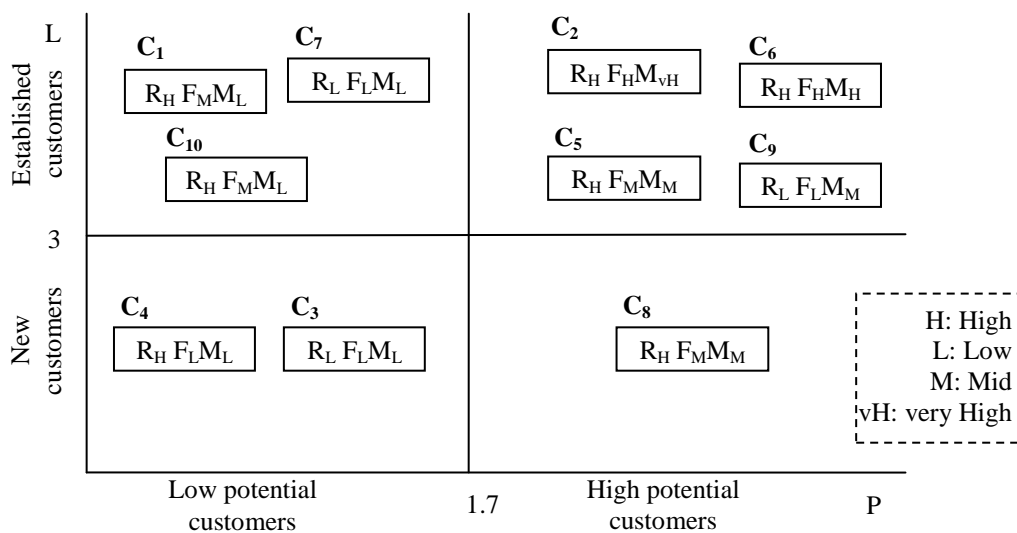 L
Established
customers
C1
RH FMML
C7
RL FLML
C10
RH FMML
C2
RH FHMvH
C6
RH FHMH
C5
RH FMMM
C9
RL FLMM
3
New
customers
C4
RH FLML
C3
RL FLML
C8
RH FMMM
H: High
L: Low
M: Mid
vH: very High
Low potential
customers
1.7
High potential
customers
P